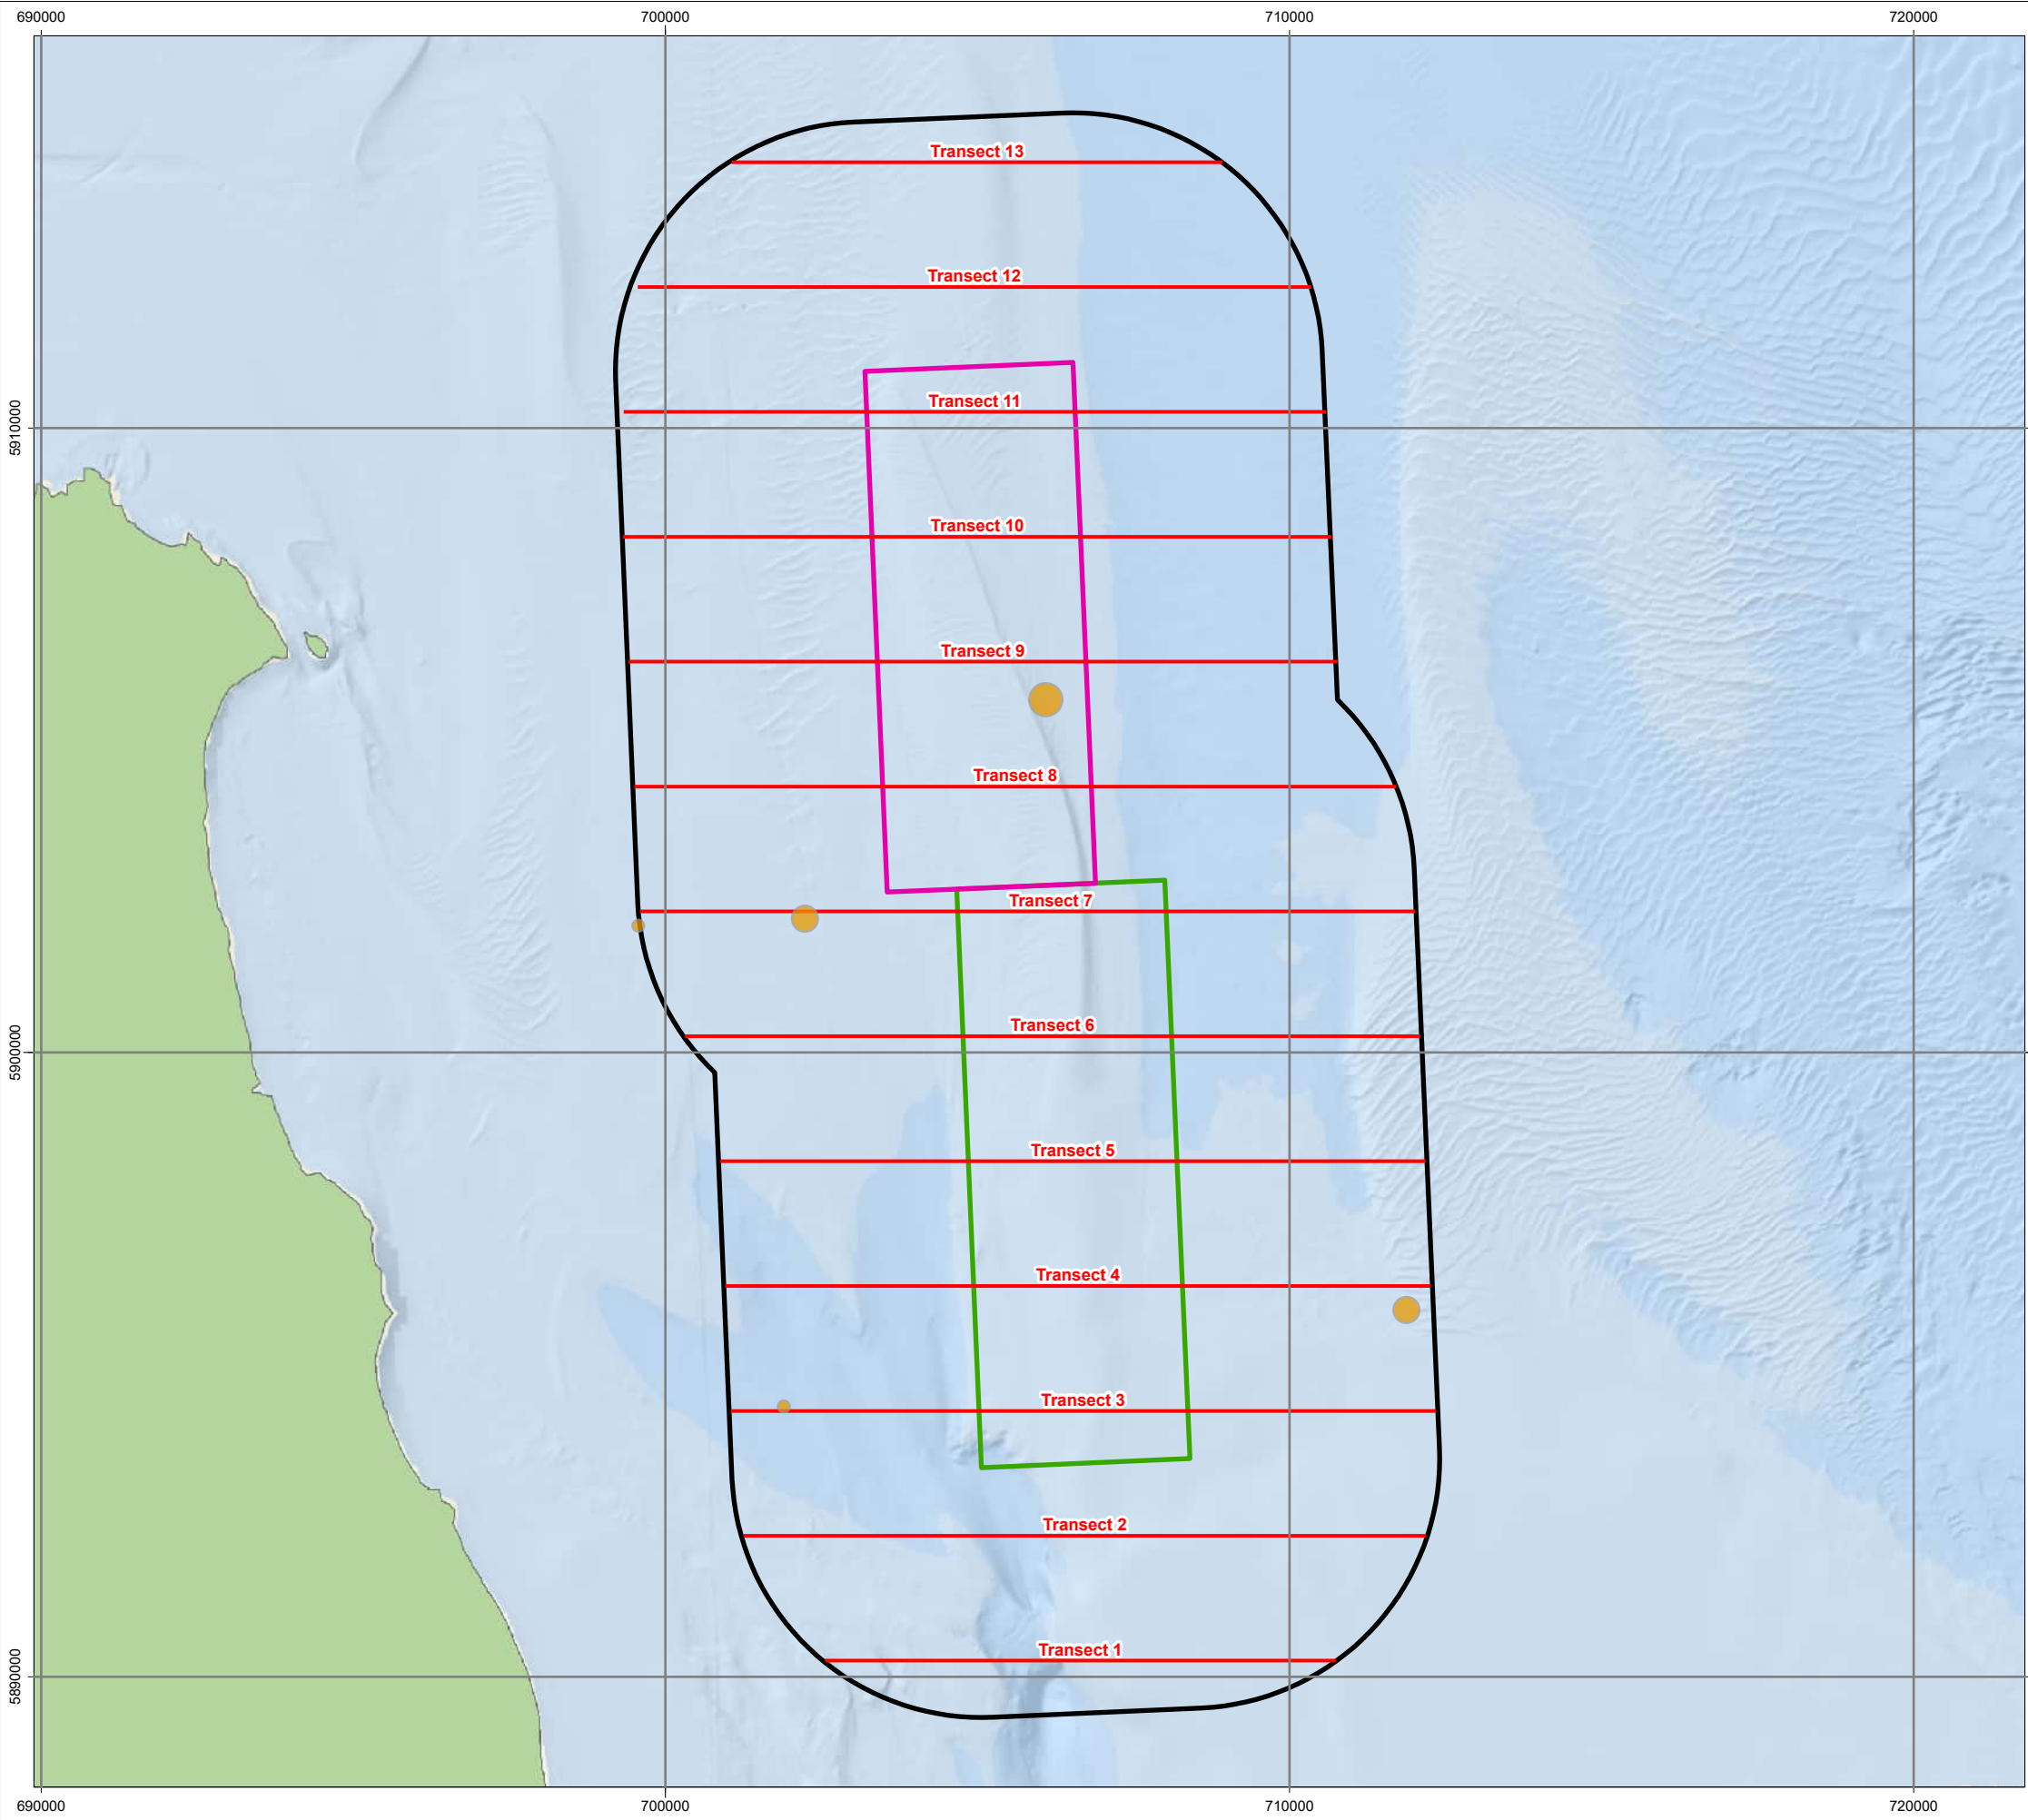 690000
700000
710000
720000
Transect 13
Transect 12
Transect 11
5910000
Transect 10
Transect 9
Transect 8
Transect 7
Transect 6
5900000
Transect 5
Transect 4
Transect 3
Transect 2
Transect 1
5890000
690000
700000
710000
720000